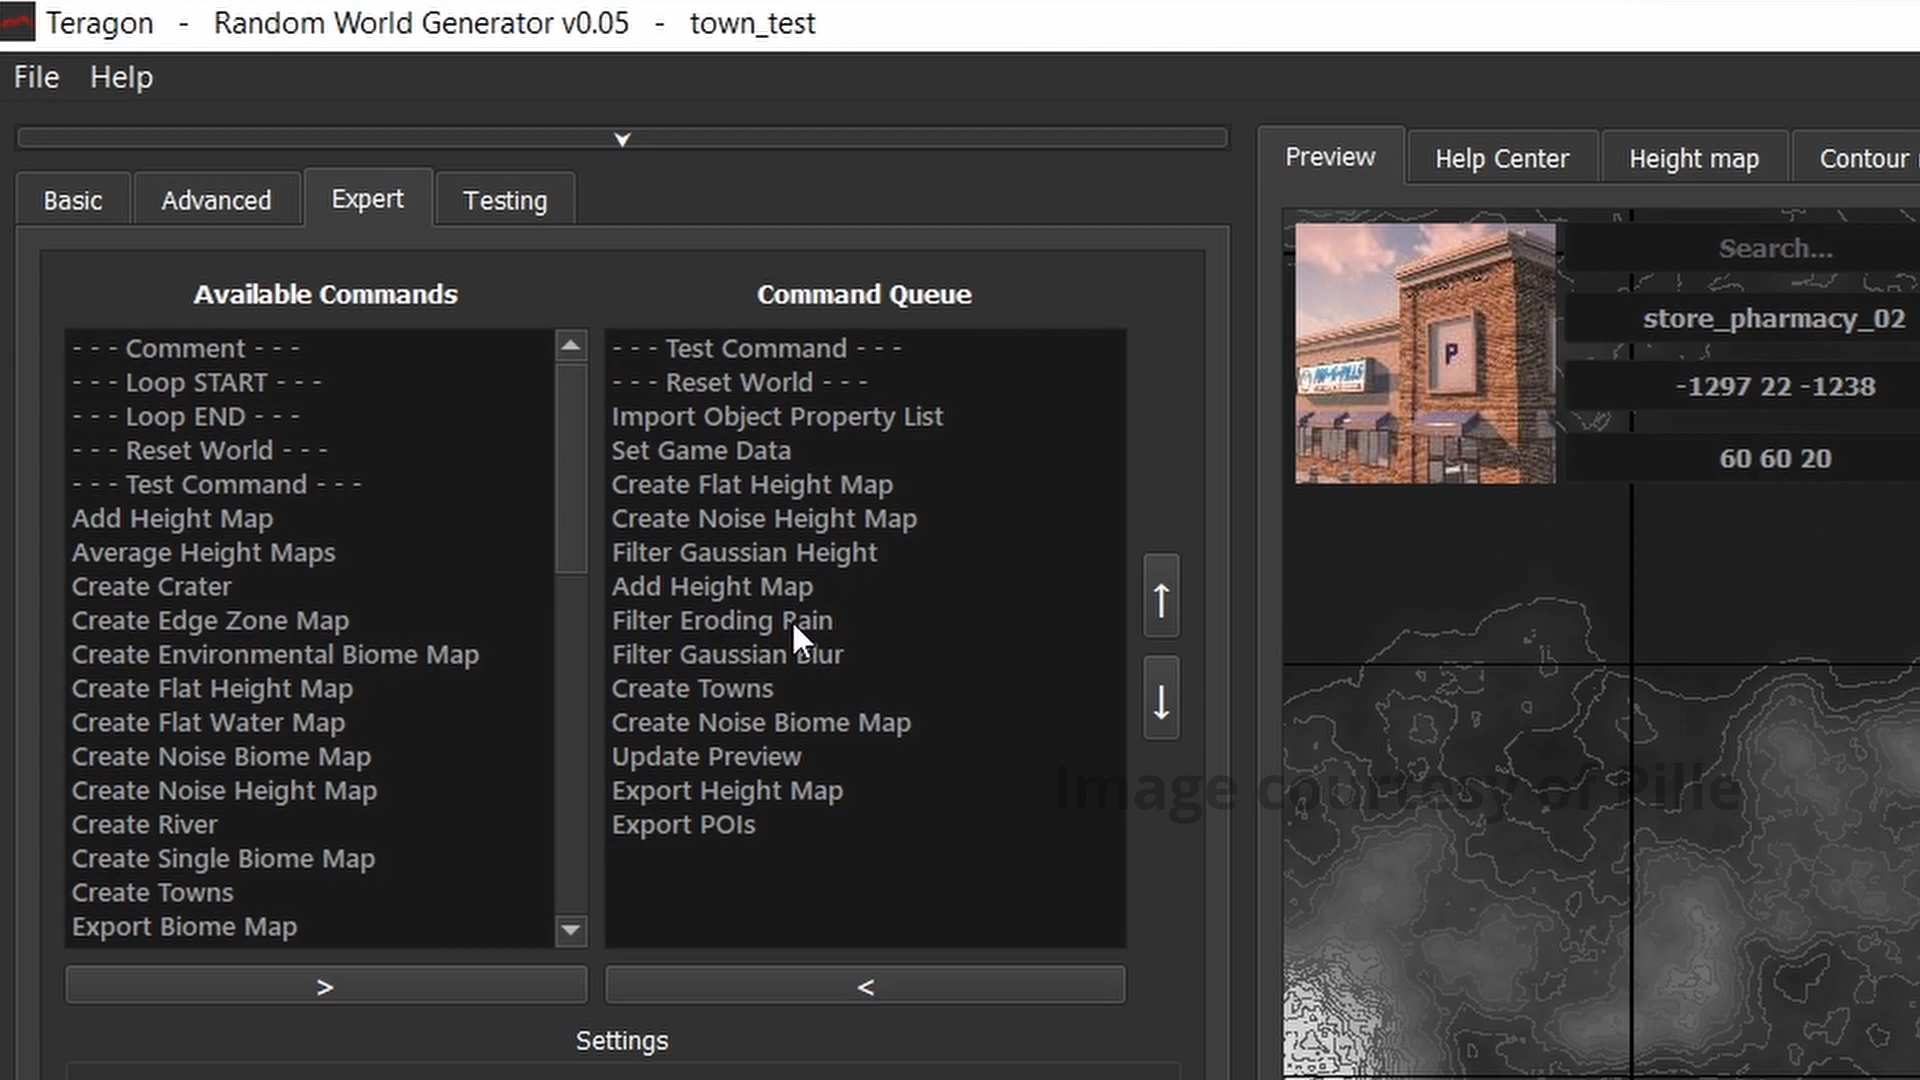 Teragon - Random World Generator v0.05 - town_test
File Help
Basic Advanced Expert Testing
Available Commands
- - - Comment - - -
- - - Loop START - - -
- - - Loop END - - -
- - - Reset World - - -
- - - Test Command - - -
Add Height Map
Average Height Maps
Create Crater
Create Edge Zone Map
Create Environmental Biome Map
Create Flat Height Map
Create Flat Water Map
Create Noise Biome Map
Create Noise Height Map
Create River
Create Single Biome Map
Create Towns
Export Biome Map
>
Command Queue
- - - Test Command - - -
- - - Reset World - - -
Import Object Property List
Set Game Data
Create Flat Height Map
Create Noise Height Map
Filter Gaussian Height
Add Height Map
Filter Eroding Rain
Filter Gaussian Blur
Create Towns
Create Noise Biome Map
Update Preview
Export Height Map
Export POIs
<
↑
↓
Settings
Preview Help Center Height map Contour
P
Search...
store_pharmacy_02
-1297 22 -1238
60 60 20
Image courtesy of Pille